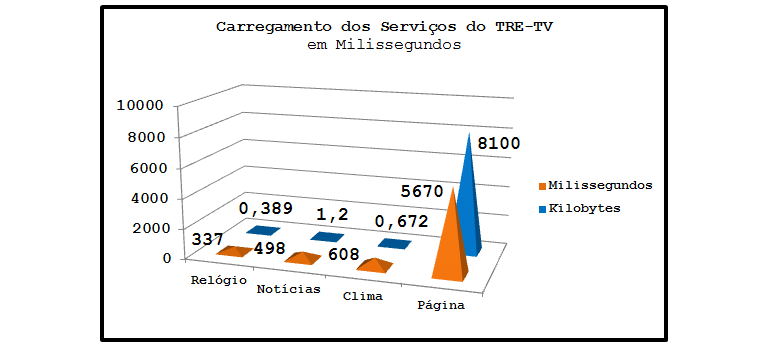 Carregamento dos Serviços do TRE-TV
em Milissegundos
10000
8000
6000
4000
2000
0
8100
5670
0,389
1,2
0,672
337
498
608
Relógio
Notícias
Clima
Página
Milissegundos
Kilobytes